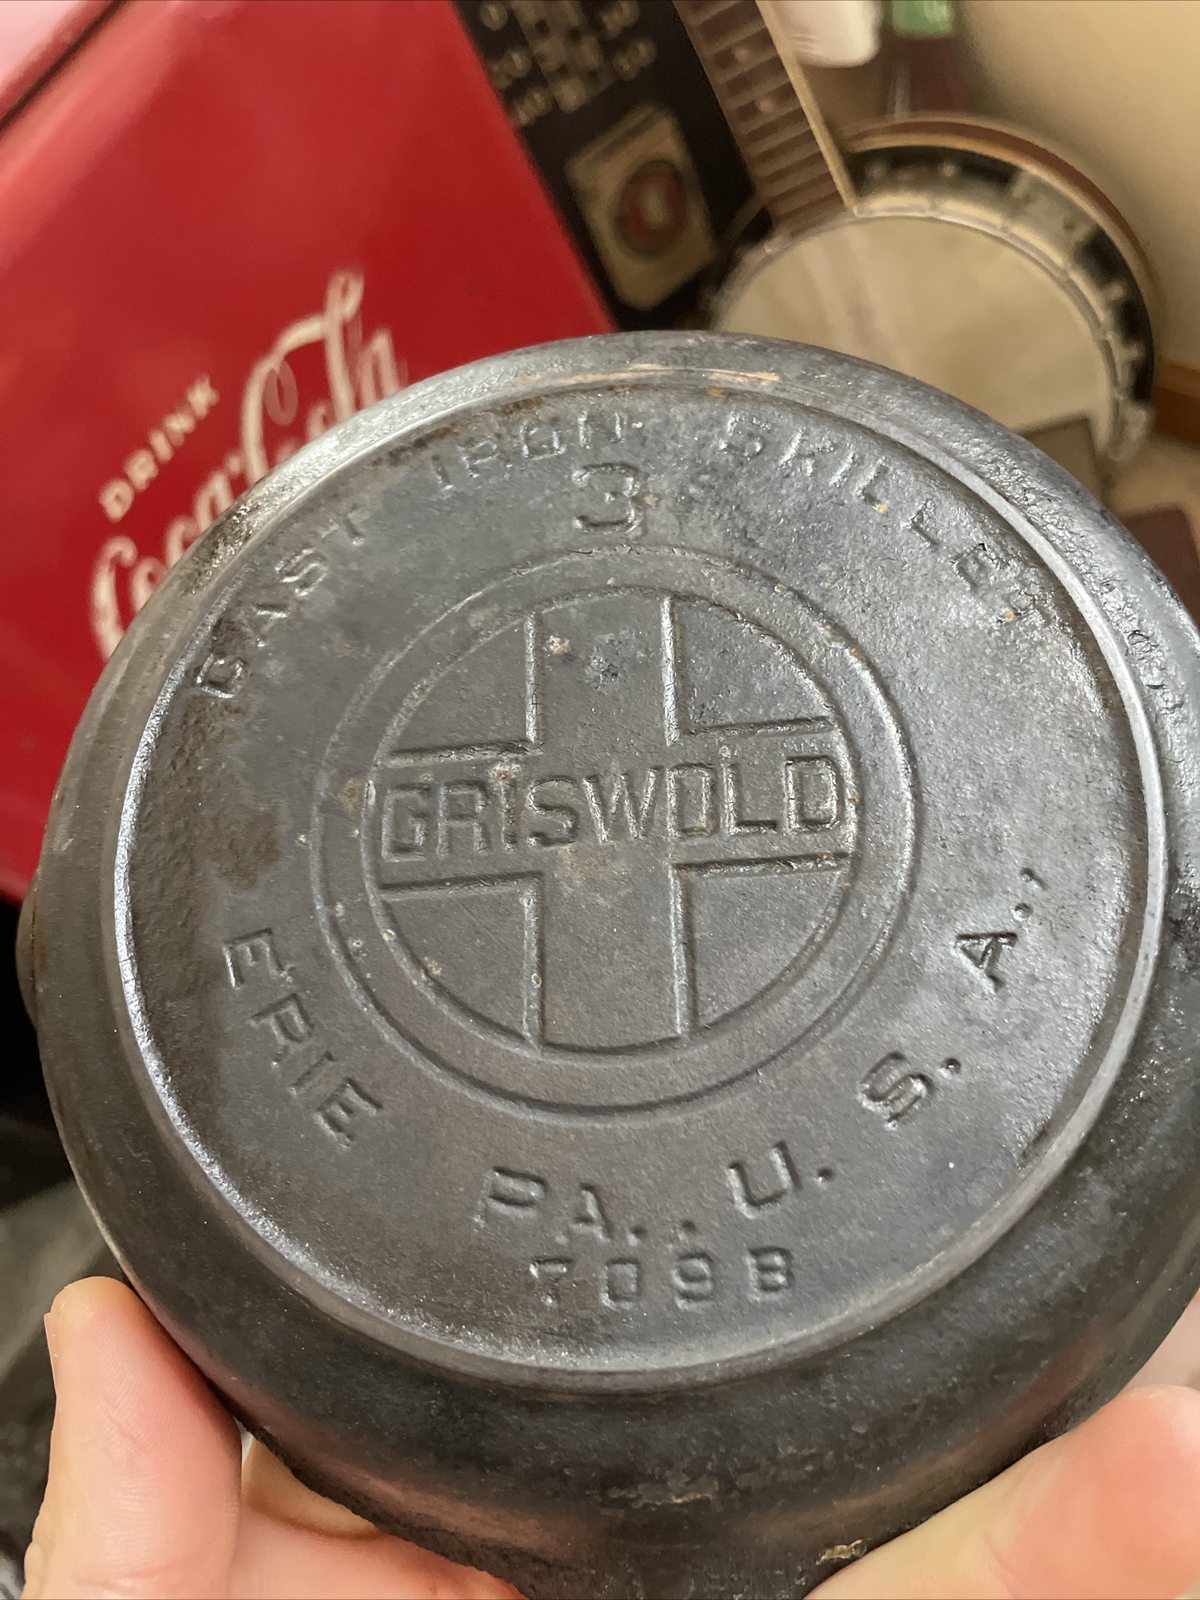 DRINK
Coca-Cola
CAST IRON SKILLET
3
GRISWOLD
ERIE PA., U. S. A.,
709B